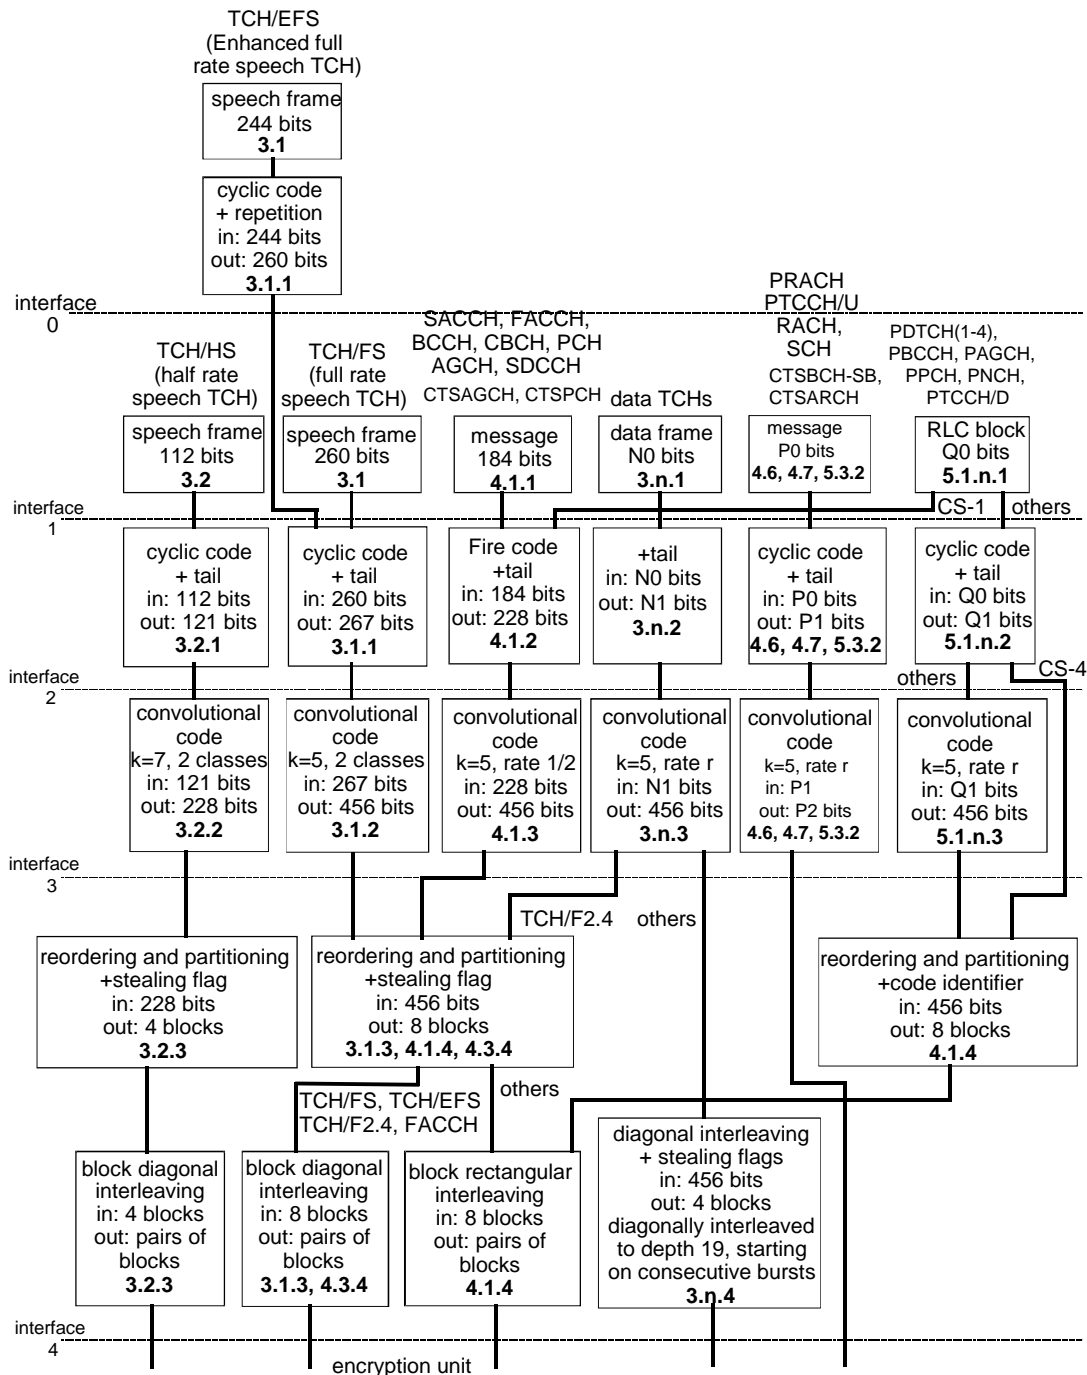 TCH/EFS
(Enhanced full
rate speech TCH)
speech frame
244 bits
3.1
cyclic code
+ repetition
in: 244 bits
out: 260 bits
3.1.1
interface
0
TCH/HS
(half rate
speech TCH)
TCH/FS
(full rate
speech TCH)
SACCH, FACCH,
BCCH, CBCH, PCH
AGCH, SDCCH
CTSAGCH, CTSPCH
data TCHs
PRACH
PTCCH/U
RACH,
SCH
CTSBCH-SB,
CTSARCH
PDTCH(1-4),
PBCCH, PAGCH,
PPCH, PNCH,
PTCCH/D
speech frame
112 bits
3.2
speech frame
260 bits
3.1
message
184 bits
4.1.1
data frame
N0 bits
3.n.1
message
P0 bits
4.6, 4.7, 5.3.2
RLC block
Q0 bits
5.1.n.1
interface
1
CS-1
others
cyclic code
+ tail
in: 112 bits
out: 121 bits
3.2.1
cyclic code
+ tail
in: 260 bits
out: 267 bits
3.1.1
Fire code
+tail
in: 184 bits
out: 228 bits
4.1.2
+tail
in: N0 bits
out: N1 bits
3.n.2
cyclic code
+ tail
in: P0 bits
out: P1 bits
4.6, 4.7, 5.3.2
cyclic code
+ tail
in: Q0 bits
out: Q1 bits
5.1.n.2
interface
2
others
CS-4
convolutional
code
k=7, 2 classes
in: 121 bits
out: 228 bits
3.2.2
convolutional
code
k=5, 2 classes
in: 267 bits
out: 456 bits
3.1.2
convolutional
code
k=5, rate 1/2
in: 228 bits
out: 456 bits
4.1.3
convolutional
code
k=5, rate r
in: N1 bits
out: 456 bits
3.n.3
convolutional
code
k=5, rate r
in: P1
out: P2 bits
4.6, 4.7, 5.3.2
convolutional
code
k=5, rate r
in: Q1 bits
out: 456 bits
5.1.n.3
interface
3
TCH/F2.4
others
reordering and partitioning
+stealing flag
in: 228 bits
out: 4 blocks
3.2.3
reordering and partitioning
+stealing flag
in: 456 bits
out: 8 blocks
3.1.3, 4.1.4, 4.3.4
reordering and partitioning
+code identifier
in: 456 bits
out: 8 blocks
4.1.4
TCH/FS, TCH/EFS
TCH/F2.4, FACCH
others
block diagonal
interleaving
in: 4 blocks
out: pairs of
blocks
3.2.3
block diagonal
interleaving
in: 8 blocks
out: pairs of
blocks
3.1.3, 4.3.4
block rectangular
interleaving
in: 8 blocks
out: pairs of
blocks
4.1.4
diagonal interleaving
+ stealing flags
in: 456 bits
out: 4 blocks
diagonally interleaved
to depth 19, starting
on consecutive bursts
3.n.4
interface
4
encryption unit